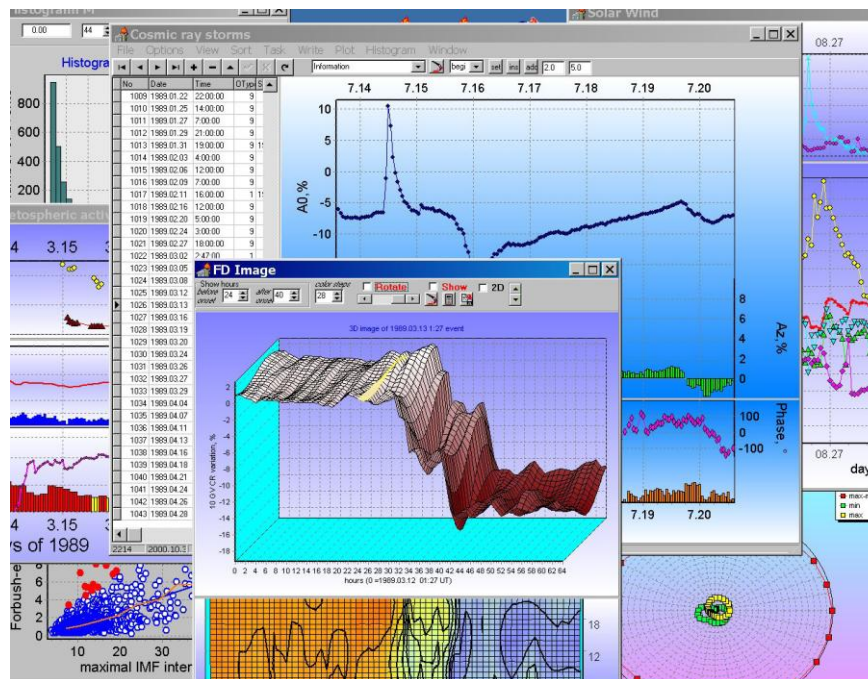 Histogram M
0.00 44
Histogra
800
600
400
200
Cosmic ray storms
File Options View Sort Task Write Plot Histogram Window
Information begi set ins add 2.0 5.0
No Date Time OType S
1009 1989.01.22 22:00:00 9
1010 1989.01.25 14:00:00 9
1011 1989.01.27 7:00:00 9
1012 1989.01.29 21:00:00 9
1013 1989.01.31 19:00:00 9
1014 1989.02.03 4:00:00 9
1015 1989.02.06 12:00:00 9
1016 1989.02.09 7:00:00 9
1017 1989.02.11 16:00:00 1
1018 1989.02.16 12:00:00 9
1019 1989.02.20 5:00:00 9
1020 1989.02.24 3:00:00 9
1021 1989.02.27 18:00:00 9
1022 1989.03.02 2:47:00 1
1023 1989.03.05
1024 1989.03.08
1025 1989.03.12
1026 1989.03.13
1027 1989.03.16
1028 1989.03.19
1029 1989.03.20
1030 1989.03.24
1031 1989.03.26
1032 1989.03.27
1033 1989.03.29
1034 1989.04.04
1035 1989.04.07
1036 1989.04.11
1037 1989.04.13
1038 1989.04.16
1039 1989.04.18
1040 1989.04.21
1041 1989.04.24
1042 1989.04.26
1043 1989.04.28
2214 2000.10.
7.14 7.15 7.16 7.17 7.18 7.19 7.20
10
5
0
-5
-10
A0,%
8
6
4
2
0
Az,%
100
0
-100
Phase, °
7.19 7.20
Solar Wind
08.27
08.27
day
max-
min
max
etospheric activ
4 3.15 3.
4 3.15 3.
s of 1989
Forbush-e
8
6
4
2
0
10 20 30
maximal IMF inter
FD Image
Show hours
before onset 24 after onset 40 color steps 28 Rotate Show 2D
3D image of 1989.03.13 1:27 event
10 GV CR variation, %
2
0
-2
-4
-6
-8
-10
-12
-14
-16
-18
0 2 4 6 8 10 12 14 16 18 20 22 24 26 28 30 32 34 36 38 40 42 44 46 48 50 52 54 56 58 60 62 64
hours (0 =1989.03.12 01:27 UT)
18
12